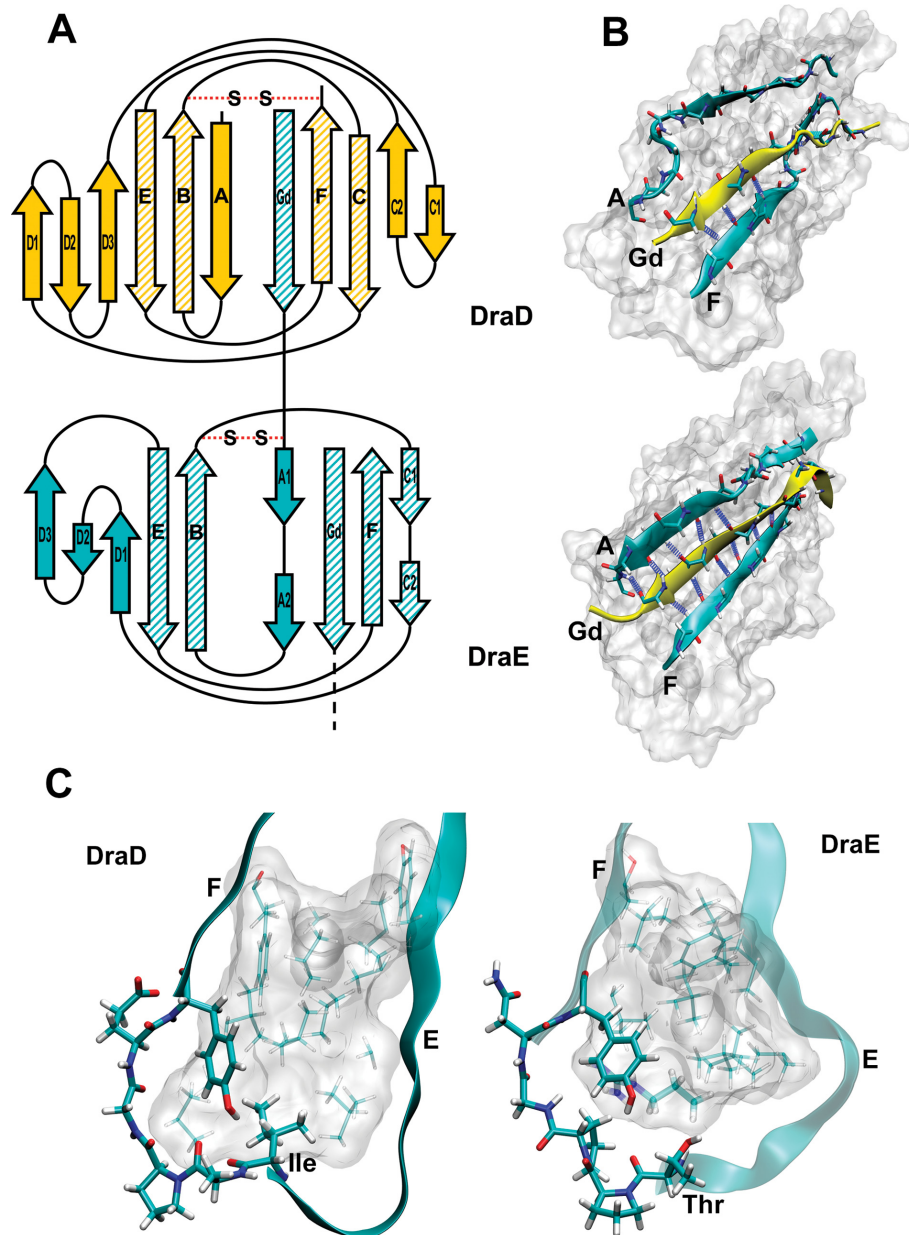 A
S S
E B A Gd F C C2 C1
D1 D2 D3
S S
D3 D2 D1 E B A1 Gd F C1
A2 C2
B
A
Gd
F
DraD
A
Gd
F
DraE
C
DraD
F
E
Ile
DraE
F
E
Thr